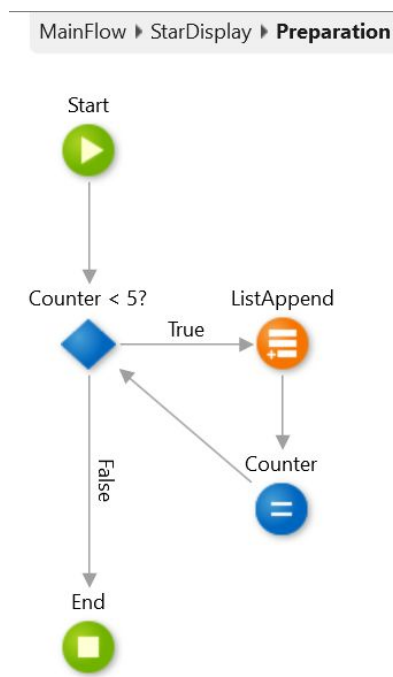 MainFlow ▸ StarDisplay ▸ Preparation
Start
Counter < 5?
ListAppend
True
Counter
False
End